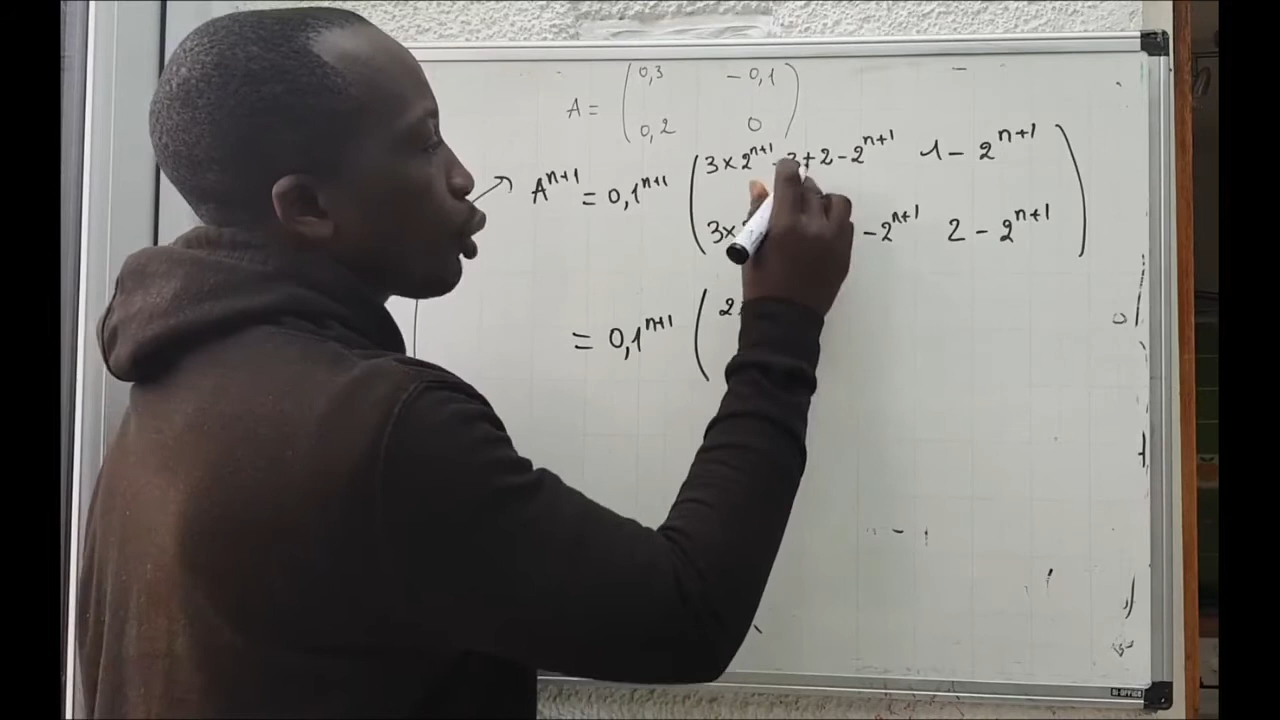 A = ( 0,3 -0,1
0,2 0 )
A^{n+1} = 0,1^{n+1} ( 3×2^{n+1} - 3 + 2 - 2^{n+1} 1 - 2^{n+1}
3× - 2^{n+1} 2 - 2^{n+1} )
= 0,1^{n+1} ( 2